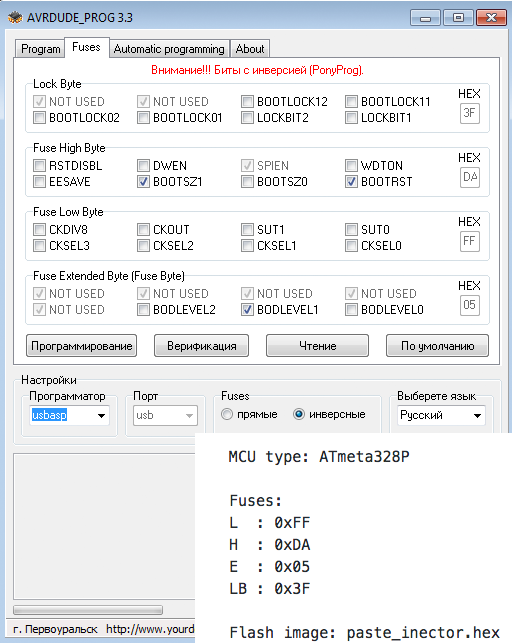 AVRDUDE_PROG 3.3
Program Fuses Automatic programming About
Внимание!!! Биты с инверсией (PonyProg).
Lock Byte
HEX
NOT USED NOT USED BOOTLOCK12 BOOTLOCK11
3F
BOOTLOCK02 BOOTLOCK01 LOCKBIT2 LOCKBIT1
Fuse High Byte
HEX
RSTDISBL DWEN SPIEN WDTON
DA
EESAVE BOOTSZ1 BOOTSZ0 BOOTRST
Fuse Low Byte
HEX
CKDIV8 CKOUT SUT1 SUT0
FF
CKSEL3 CKSEL2 CKSEL1 CKSEL0
Fuse Extended Byte (Fuse Byte)
HEX
NOT USED NOT USED NOT USED NOT USED
05
NOT USED BODLEVEL2 BODLEVEL1 BODLEVEL0
Программирование Верификация Чтение По умолчанию
Настройки
Программатор Порт Fuses Выберете язык
usbasp usb прямые инверсные Русский
MCU type: ATmeta328P
Fuses:
L : 0xFF
H : 0xDA
E : 0x05
LB : 0x3F
Flash image: paste_inector.hex
г. Первоуральск http://www.yourd